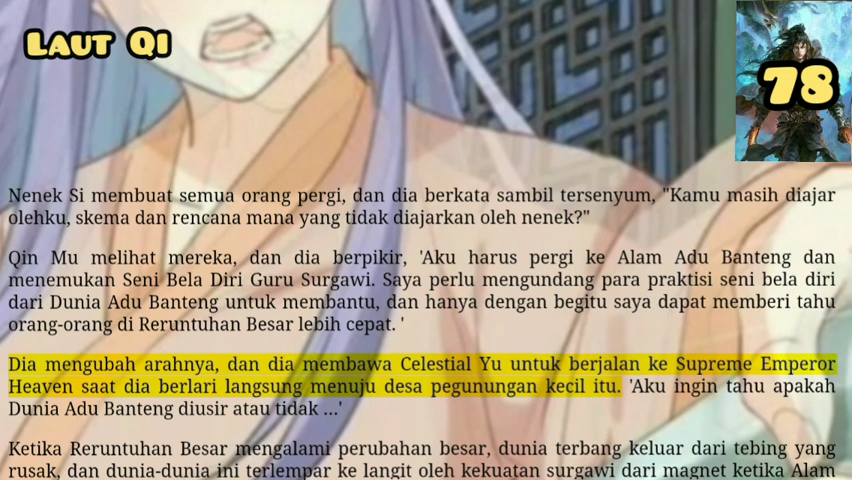 LAUT QI
78
Nenek Si membuat semua orang pergi, dan dia berkata sambil tersenyum, "Kamu masih diajar
olehku, skema dan rencana mana yang tidak diajarkan oleh nenek?"
Qin Mu melihat mereka, dan dia berpikir, 'Aku harus pergi ke Alam Adu Banteng dan
menemukan Seni Bela Diri Guru Surgawi. Saya perlu mengundang para praktisi seni bela diri
dari Dunia Adu Banteng untuk membantu, dan hanya dengan begitu saya dapat memberi tahu
orang-orang di Reruntuhan Besar lebih cepat. '
Dia mengubah arahnya, dan dia membawa Celestial Yu untuk berjalan ke Supreme Emperor
Heaven saat dia berlari langsung menuju desa pegunungan kecil itu. 'Aku ingin tahu apakah
Dunia Adu Banteng diusir atau tidak ...'
Ketika Reruntuhan Besar mengalami perubahan besar, dunia terbang keluar dari tebing yang
rusak, dan dunia-dunia ini terlempar ke langit oleh kekuatan surgawi dari magnet ketika Alam